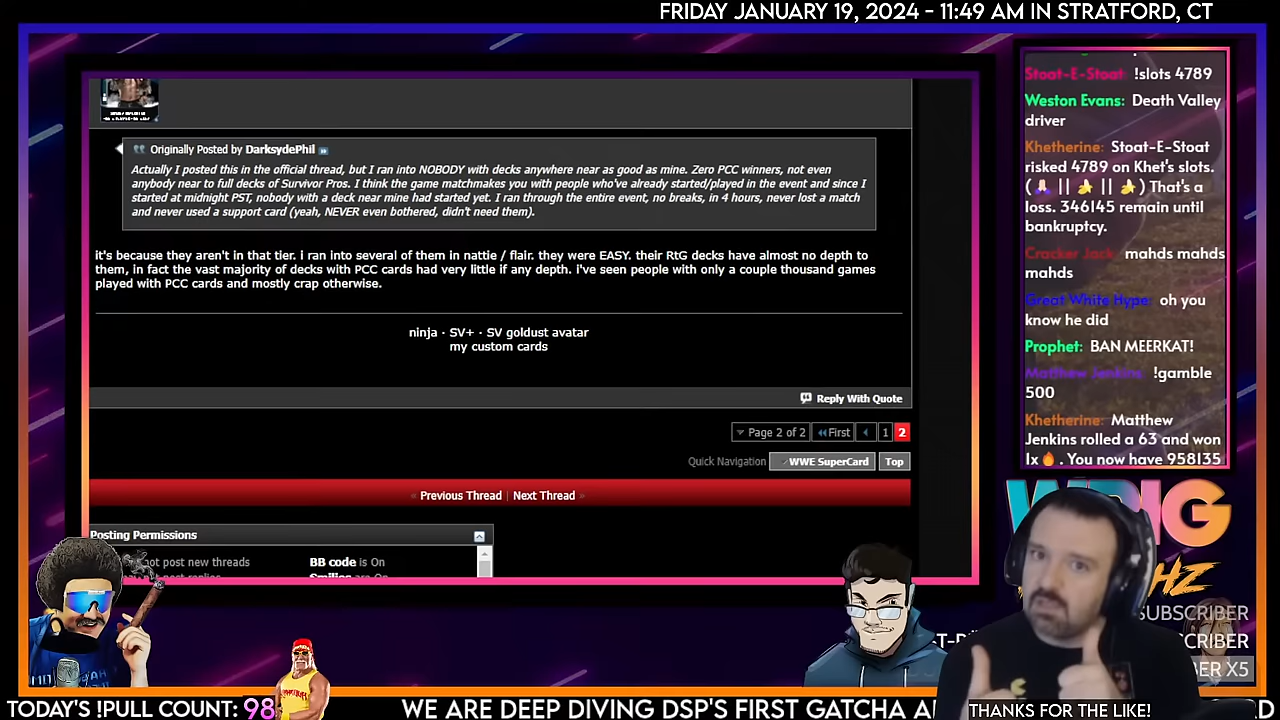 FRIDAY JANUARY 19, 2024 - 11:49 AM IN STRATFORD, CT
Originally Posted by DarksydePhil
Actually I posted this in the official thread, but I ran into NOBODY with decks anywhere near as good as mine. Zero PCC winners, not even
anybody near to full decks of Survivor Pros. I think the game matchmakes you with people who've already started/played in the event and since I
started at midnight PST, nobody with a deck near mine had started yet. I ran through the entire event, no breaks, in 4 hours, never lost a match
and never used a support card (yeah, NEVER even bothered, didn't need them).
it's because they aren't in that tier. i ran into several of them in nattie / flair. they were EASY. their RtG decks have almost no depth to
them, in fact the vast majority of decks with PCC cards had very little if any depth. i've seen people with only a couple thousand games
played with PCC cards and mostly crap otherwise.
ninja · SV+ · SV goldust avatar
my custom cards
Reply With Quote
Page 2 of 2 First 1 2
Quick Navigation WWE SuperCard Top
« Previous Thread | Next Thread »
Posting Permissions
not post new threads
BB code is On
Stoat-E-Stoat: !slots 4789
Weston Evans: Death Valley
driver
Khetherine: Stoat-E-Stoat
risked 4789 on Khet's slots.
( || 🍌 || 🍌 ) That's a
loss. 346145 remain until
bankruptcy.
Cracker Jack: mahds mahds
mahds
Great White Hype: oh you
know he did
Prophet: BAN MEERKAT!
Matthew Jenkins: !gamble
500
Khetherine: Matthew
Jenkins rolled a 63 and won
1x🔥. You now have 958135
SUBSCRIBER
SCRIBER
BER X5
TODAY'S !PULL COUNT: 98
WE ARE DEEP DIVING DSP'S FIRST GATCHA A
THANKS FOR THE LIKE!